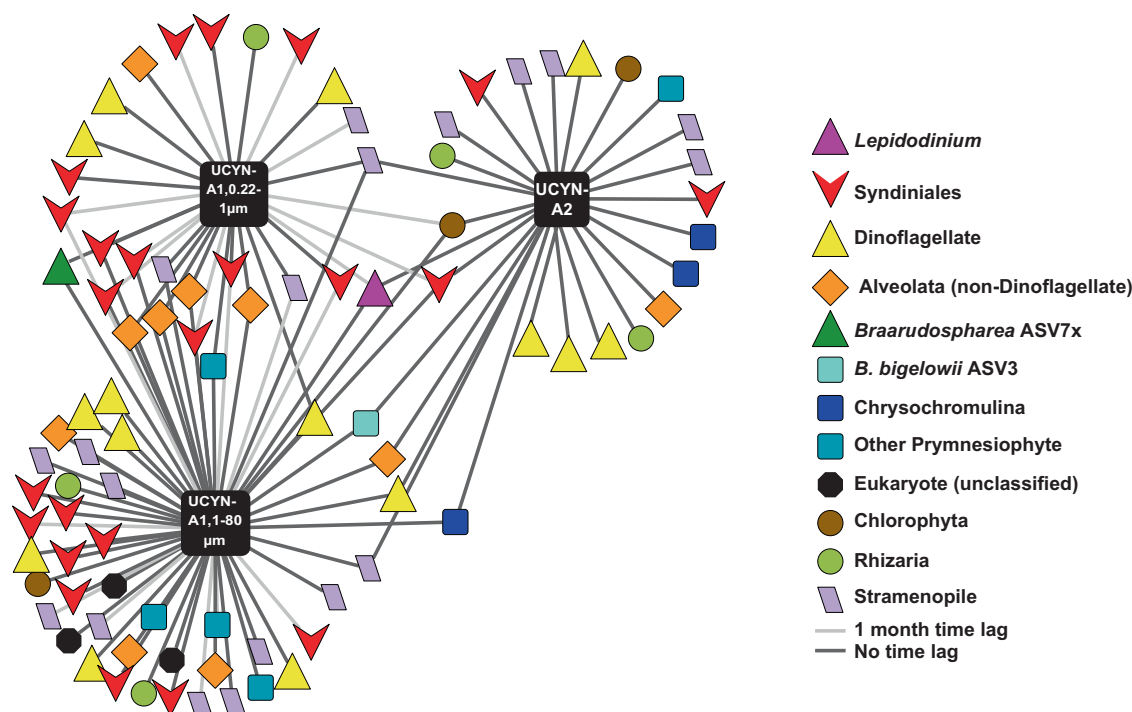 UCYN-
A1,0.22-
1µm
UCYN-
A2
UCYN-
A1,1-80
µm
Lepidodinium
Syndiniales
Dinoflagellate
Alveolata (non-Dinoflagellate)
Braarudospharea ASV7x
B. bigelowii ASV3
Chrysochromulina
Other Prymnesiophyte
Eukaryote (unclassified)
Chlorophyta
Rhizaria
Stramenopile
1 month time lag
No time lag